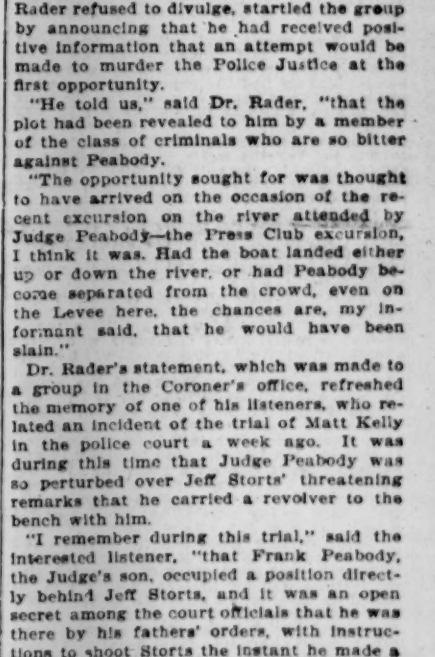 Rader refused to divulge, startled the group
by announcing that he had received posi-
tive information that an attempt would be
made to murder the Police Justice at the
first opportunity.
"He told us," said Dr. Rader, "that the
plot had been revealed to him by a member
of the class of criminals who are so bitter
against Peabody.
"The opportunity sought for was thought
to have arrived on the occasion of the re-
cent excursion on the river attended by
Judge Peabody—the Press Club excursion,
I think it was. Had the boat landed either
up or down the river, or had Peabody be-
come separated from the crowd, even on
the Levee here, the chances are, my in-
formant said, that he would have been
slain."
Dr. Rader's statement, which was made to
a group in the Coroner's office, refreshed
the memory of one of his listeners, who re-
lated an incident of the trial of Matt Kelly
in the police court a week ago. It was
during this time that Judge Peabody was
so perturbed over Jeff Storts' threatening
remarks that he carried a revolver to the
bench with him.
"I remember during this trial," said the
interested listener, "that Frank Peabody,
the Judge's son, occupied a position direct-
ly behind Jeff Storts, and it was an open
secret among the court officials that he was
there by his fathers' orders, with instruc-
tions to shoot Storts the instant he made a